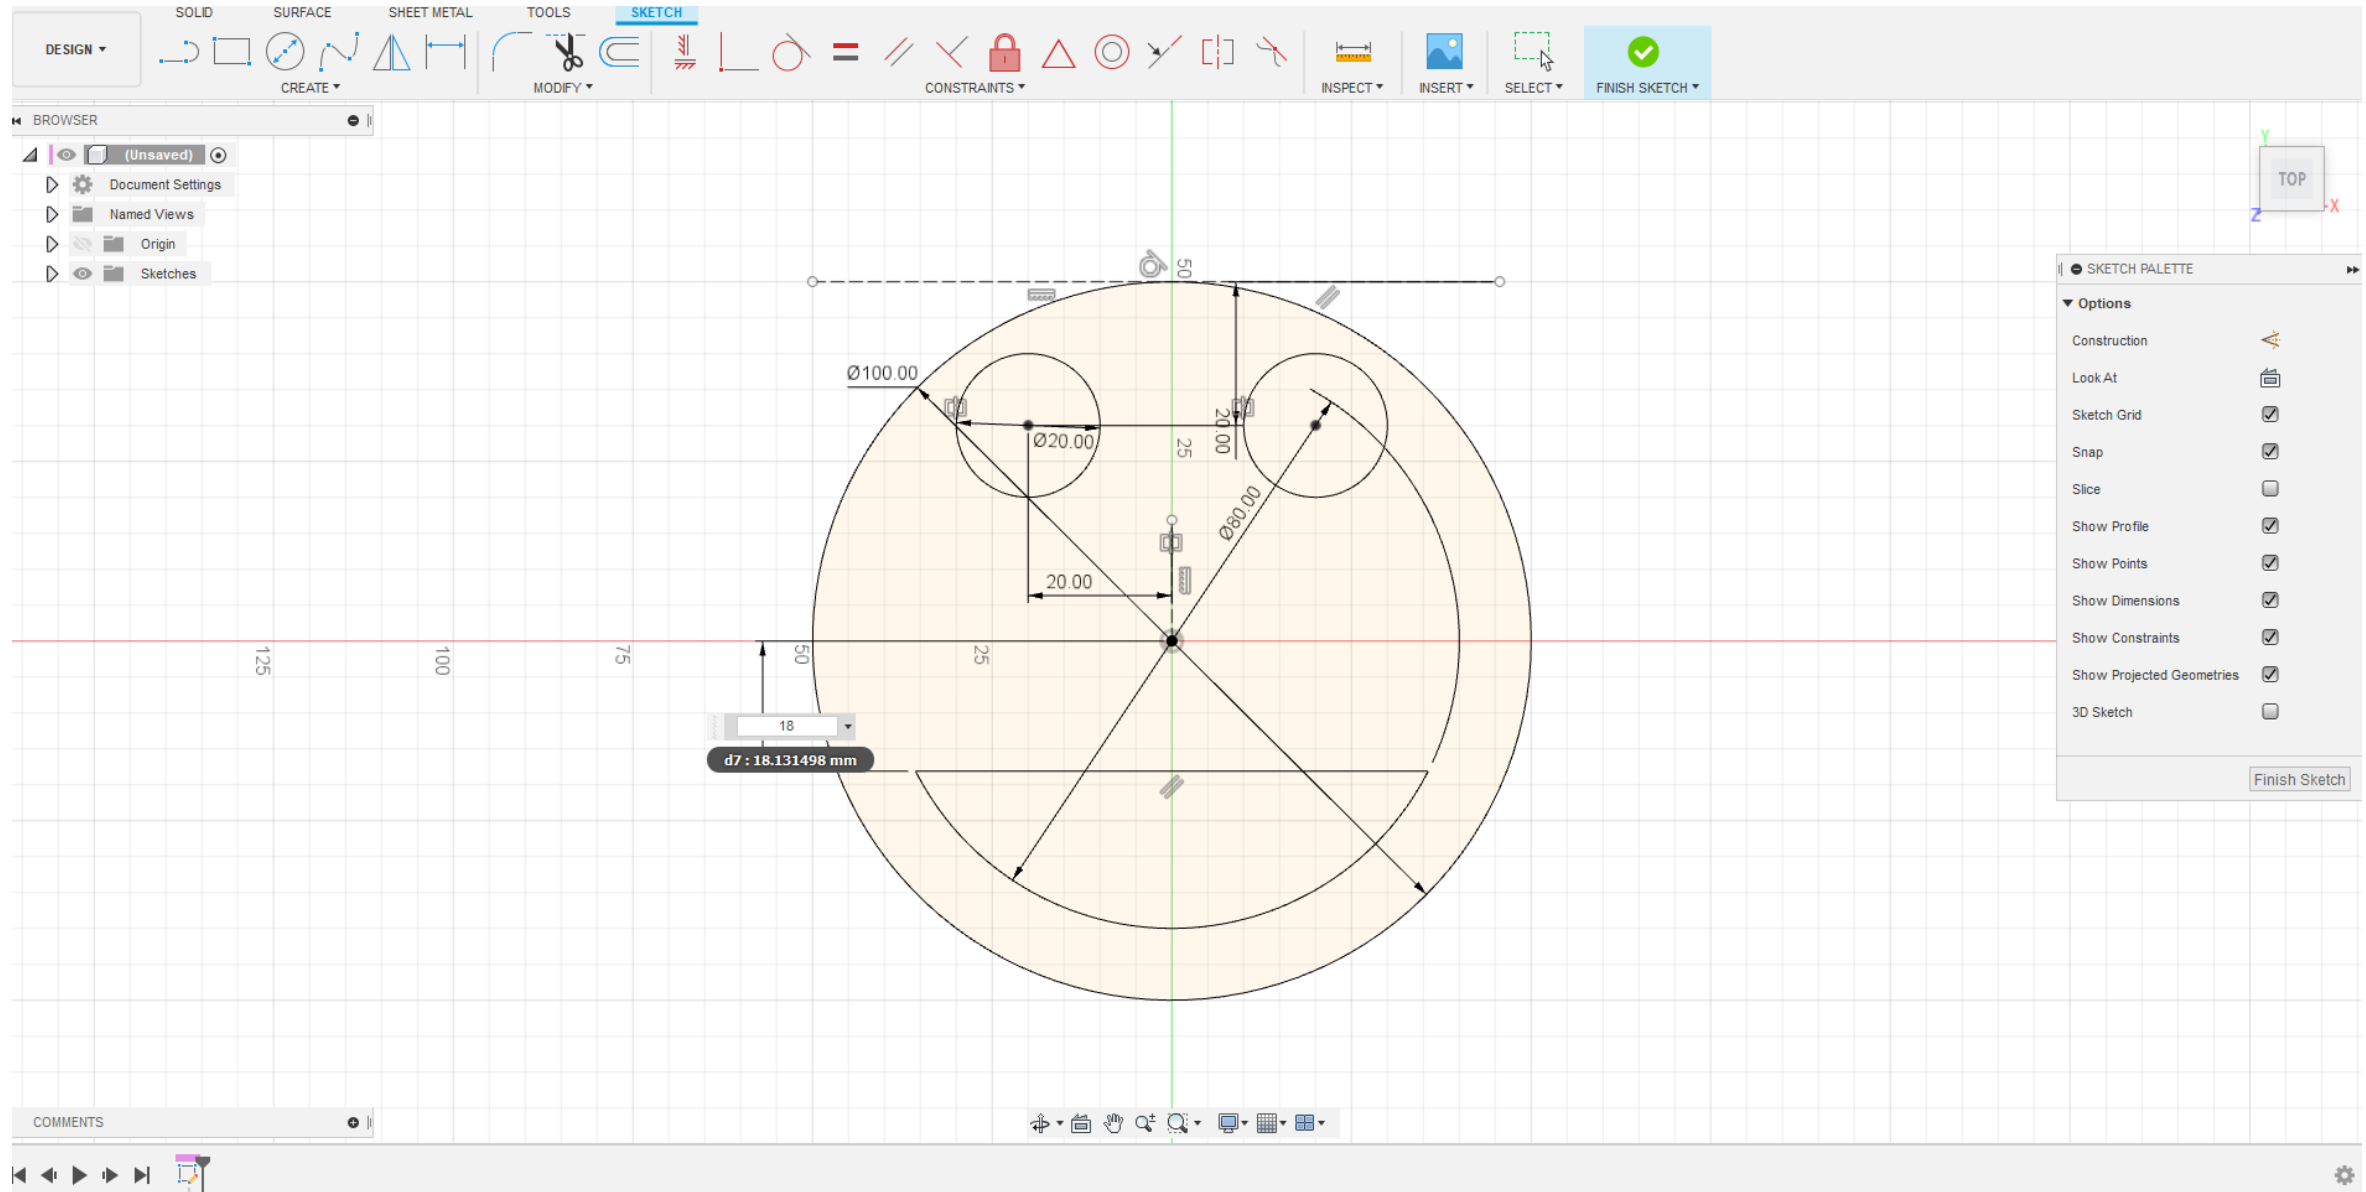 SOLID SURFACE SHEET METAL TOOLS SKETCH
DESIGN
CREATE MODIFY CONSTRAINTS INSPECT INSERT SELECT FINISH SKETCH
BROWSER
(Unsaved)
Document Settings
Named Views
Origin
Sketches
TOP
Y
X
Z
SKETCH PALETTE
Options
Construction
Look At
Sketch Grid
Snap
Slice
Show Profile
Show Points
Show Dimensions
Show Constraints
Show Projected Geometries
3D Sketch
Finish Sketch
50
Ø100.00
Ø20.00
20.00
25
Ø80.00
20.00
125
100
75
50
25
18
d7 : 18.131498 mm
COMMENTS